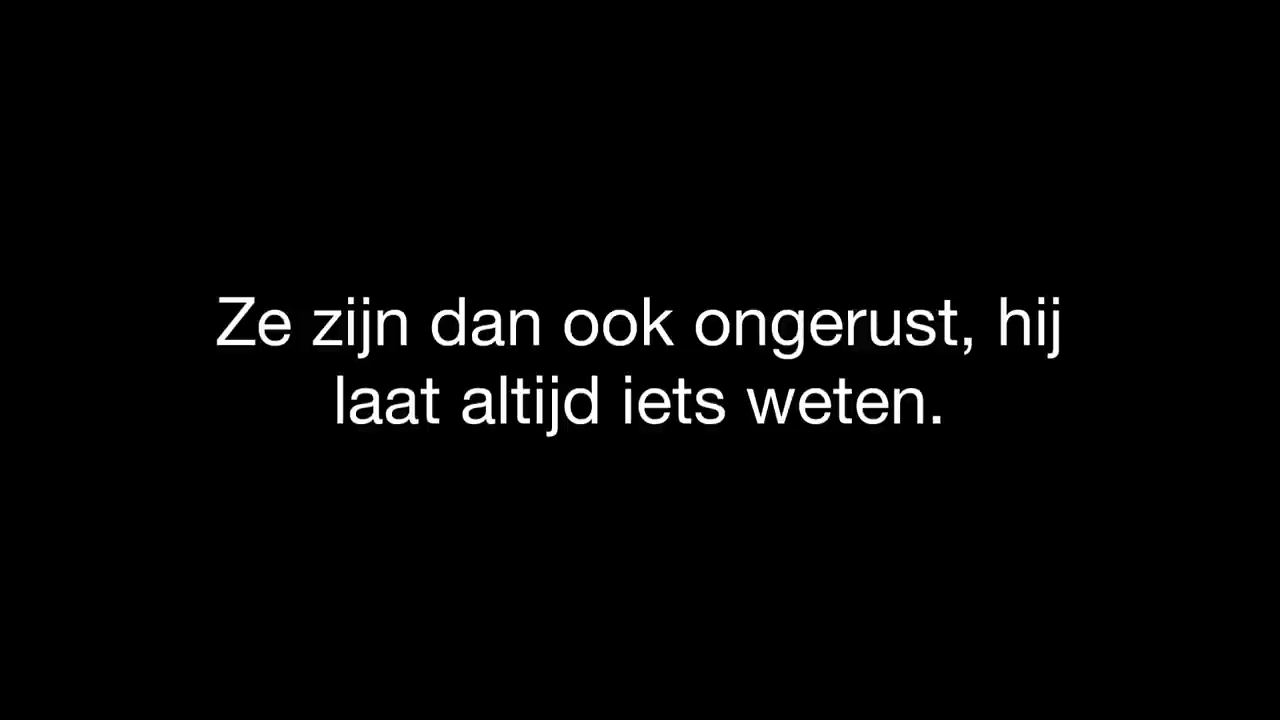 Ze zijn dan ook ongerust, hij
laat altijd iets weten.